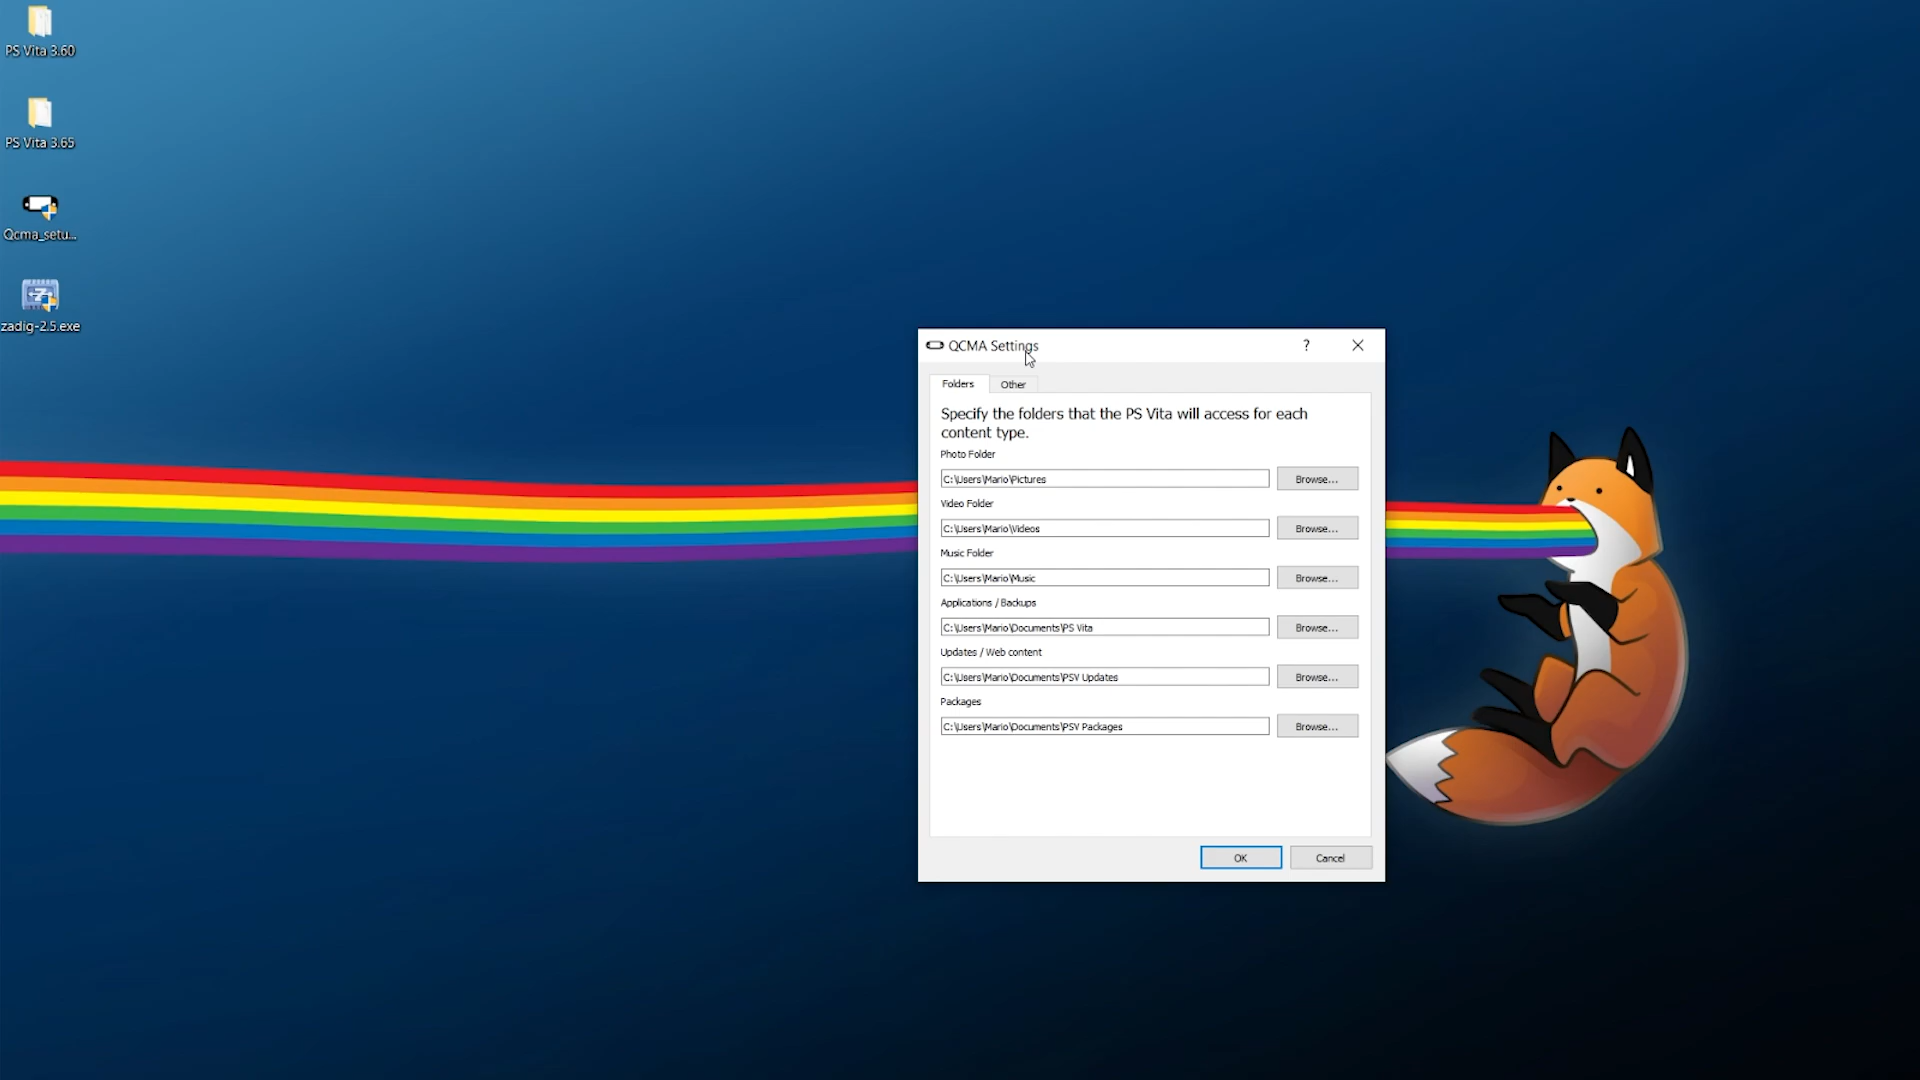 PS Vita 3.60
PS Vita 3.65
Qcma_setu...
zadig-2.5.exe
QCMA Settings
?
Folders
Other
Specify the folders that the PS Vita will access for each
content type.
Photo Folder
C:\Users\Mario\Pictures
Browse...
Video Folder
C:\Users\Mario\Videos
Browse...
Music Folder
C:\Users\Mario\Music
Browse...
Applications / Backups
C:\Users\Mario\Documents\PS Vita
Browse...
Updates / Web content
C:\Users\Mario\Documents\PSV Updates
Browse...
Packages
C:\Users\Mario\Documents\PSV Packages
Browse...
OK
Cancel